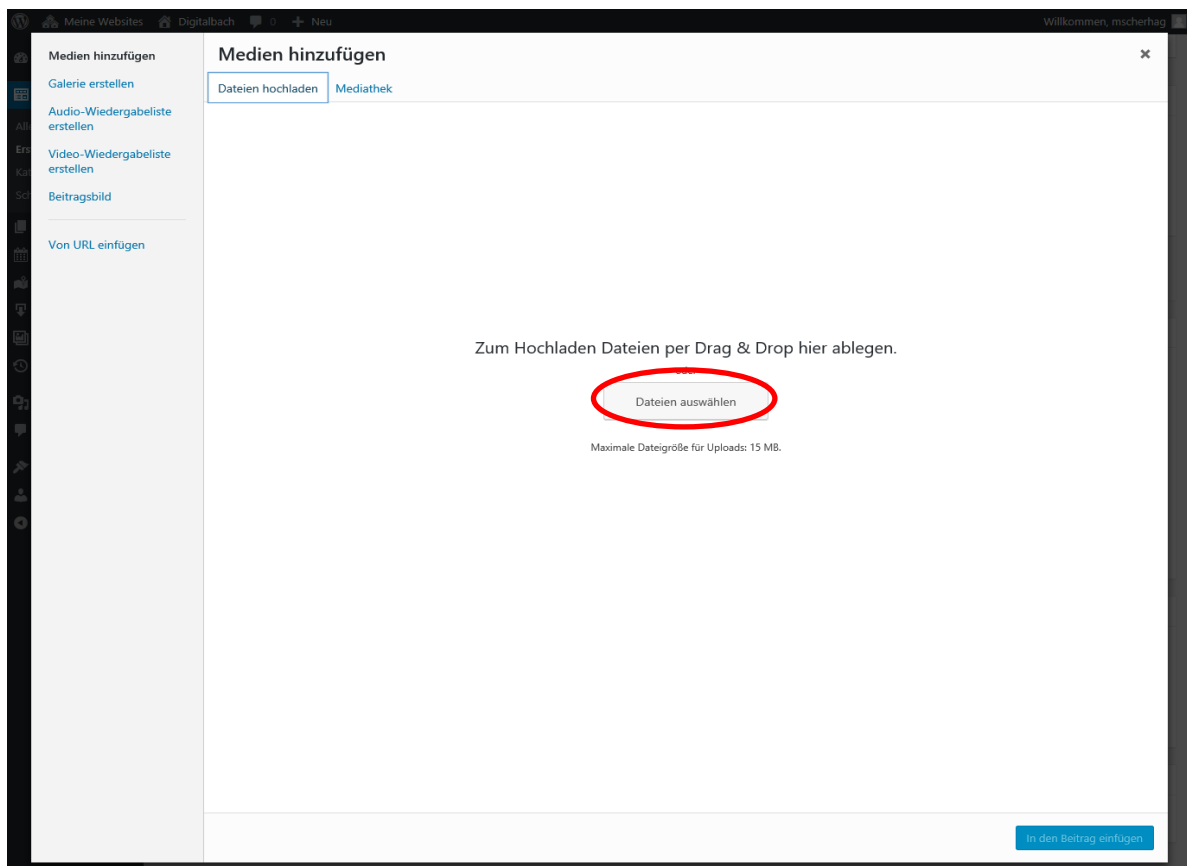 Meine Websites Digitalbach 0 Neu Willkommen, mscherhag
Medien hinzufügen
Galerie erstellen
Audio-Wiedergabeliste
erstellen
Video-Wiedergabeliste
erstellen
Beitragsbild
Von URL einfügen
Medien hinzufügen
Dateien hochladen Mediathek
Zum Hochladen Dateien per Drag & Drop hier ablegen.
Dateien auswählen
Maximale Dateigröße für Uploads: 15 MB.
In den Beitrag einfügen